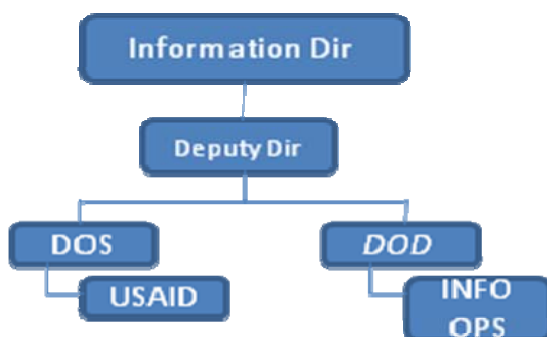 Information Dir
Deputy Dir
DOS
DOD
USAID
INFO
OPS